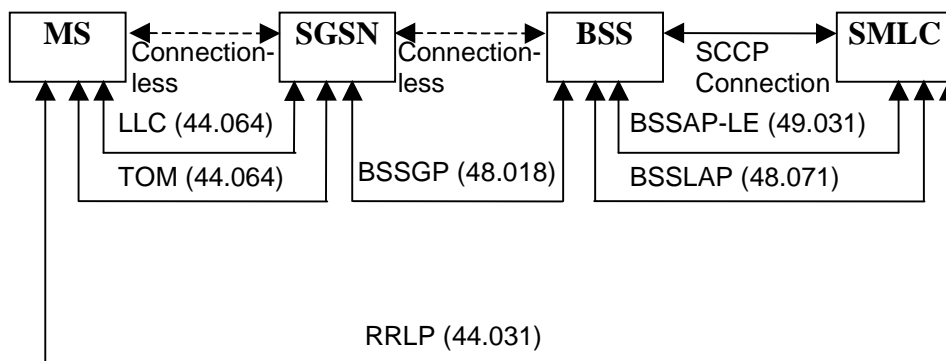 MS
SGSN
BSS
SMLC
Connection-
less
Connection-
less
SCCP
Connection
LLC (44.064)
BSSAP-LE (49.031)
TOM (44.064)
BSSGP (48.018)
BSSLAP (48.071)
RRLP (44.031)